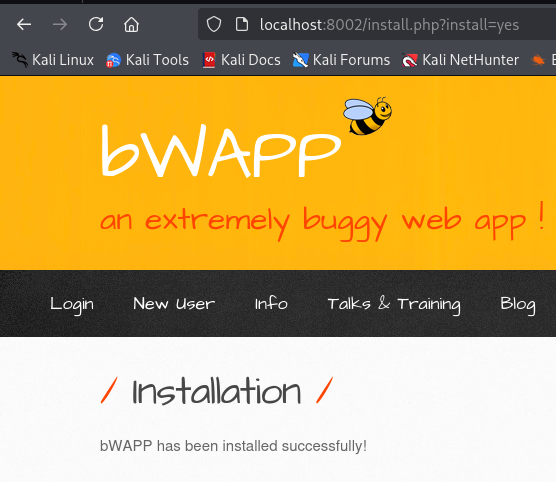 localhost:8002/install.php?install=yes
Kali Linux Kali Tools Kali Docs Kali Forums Kali NetHunter
bWAPP
an extremely buggy web app !
Login New User Info Talks & Training Blog
/ Installation /
bWAPP has been installed successfully!